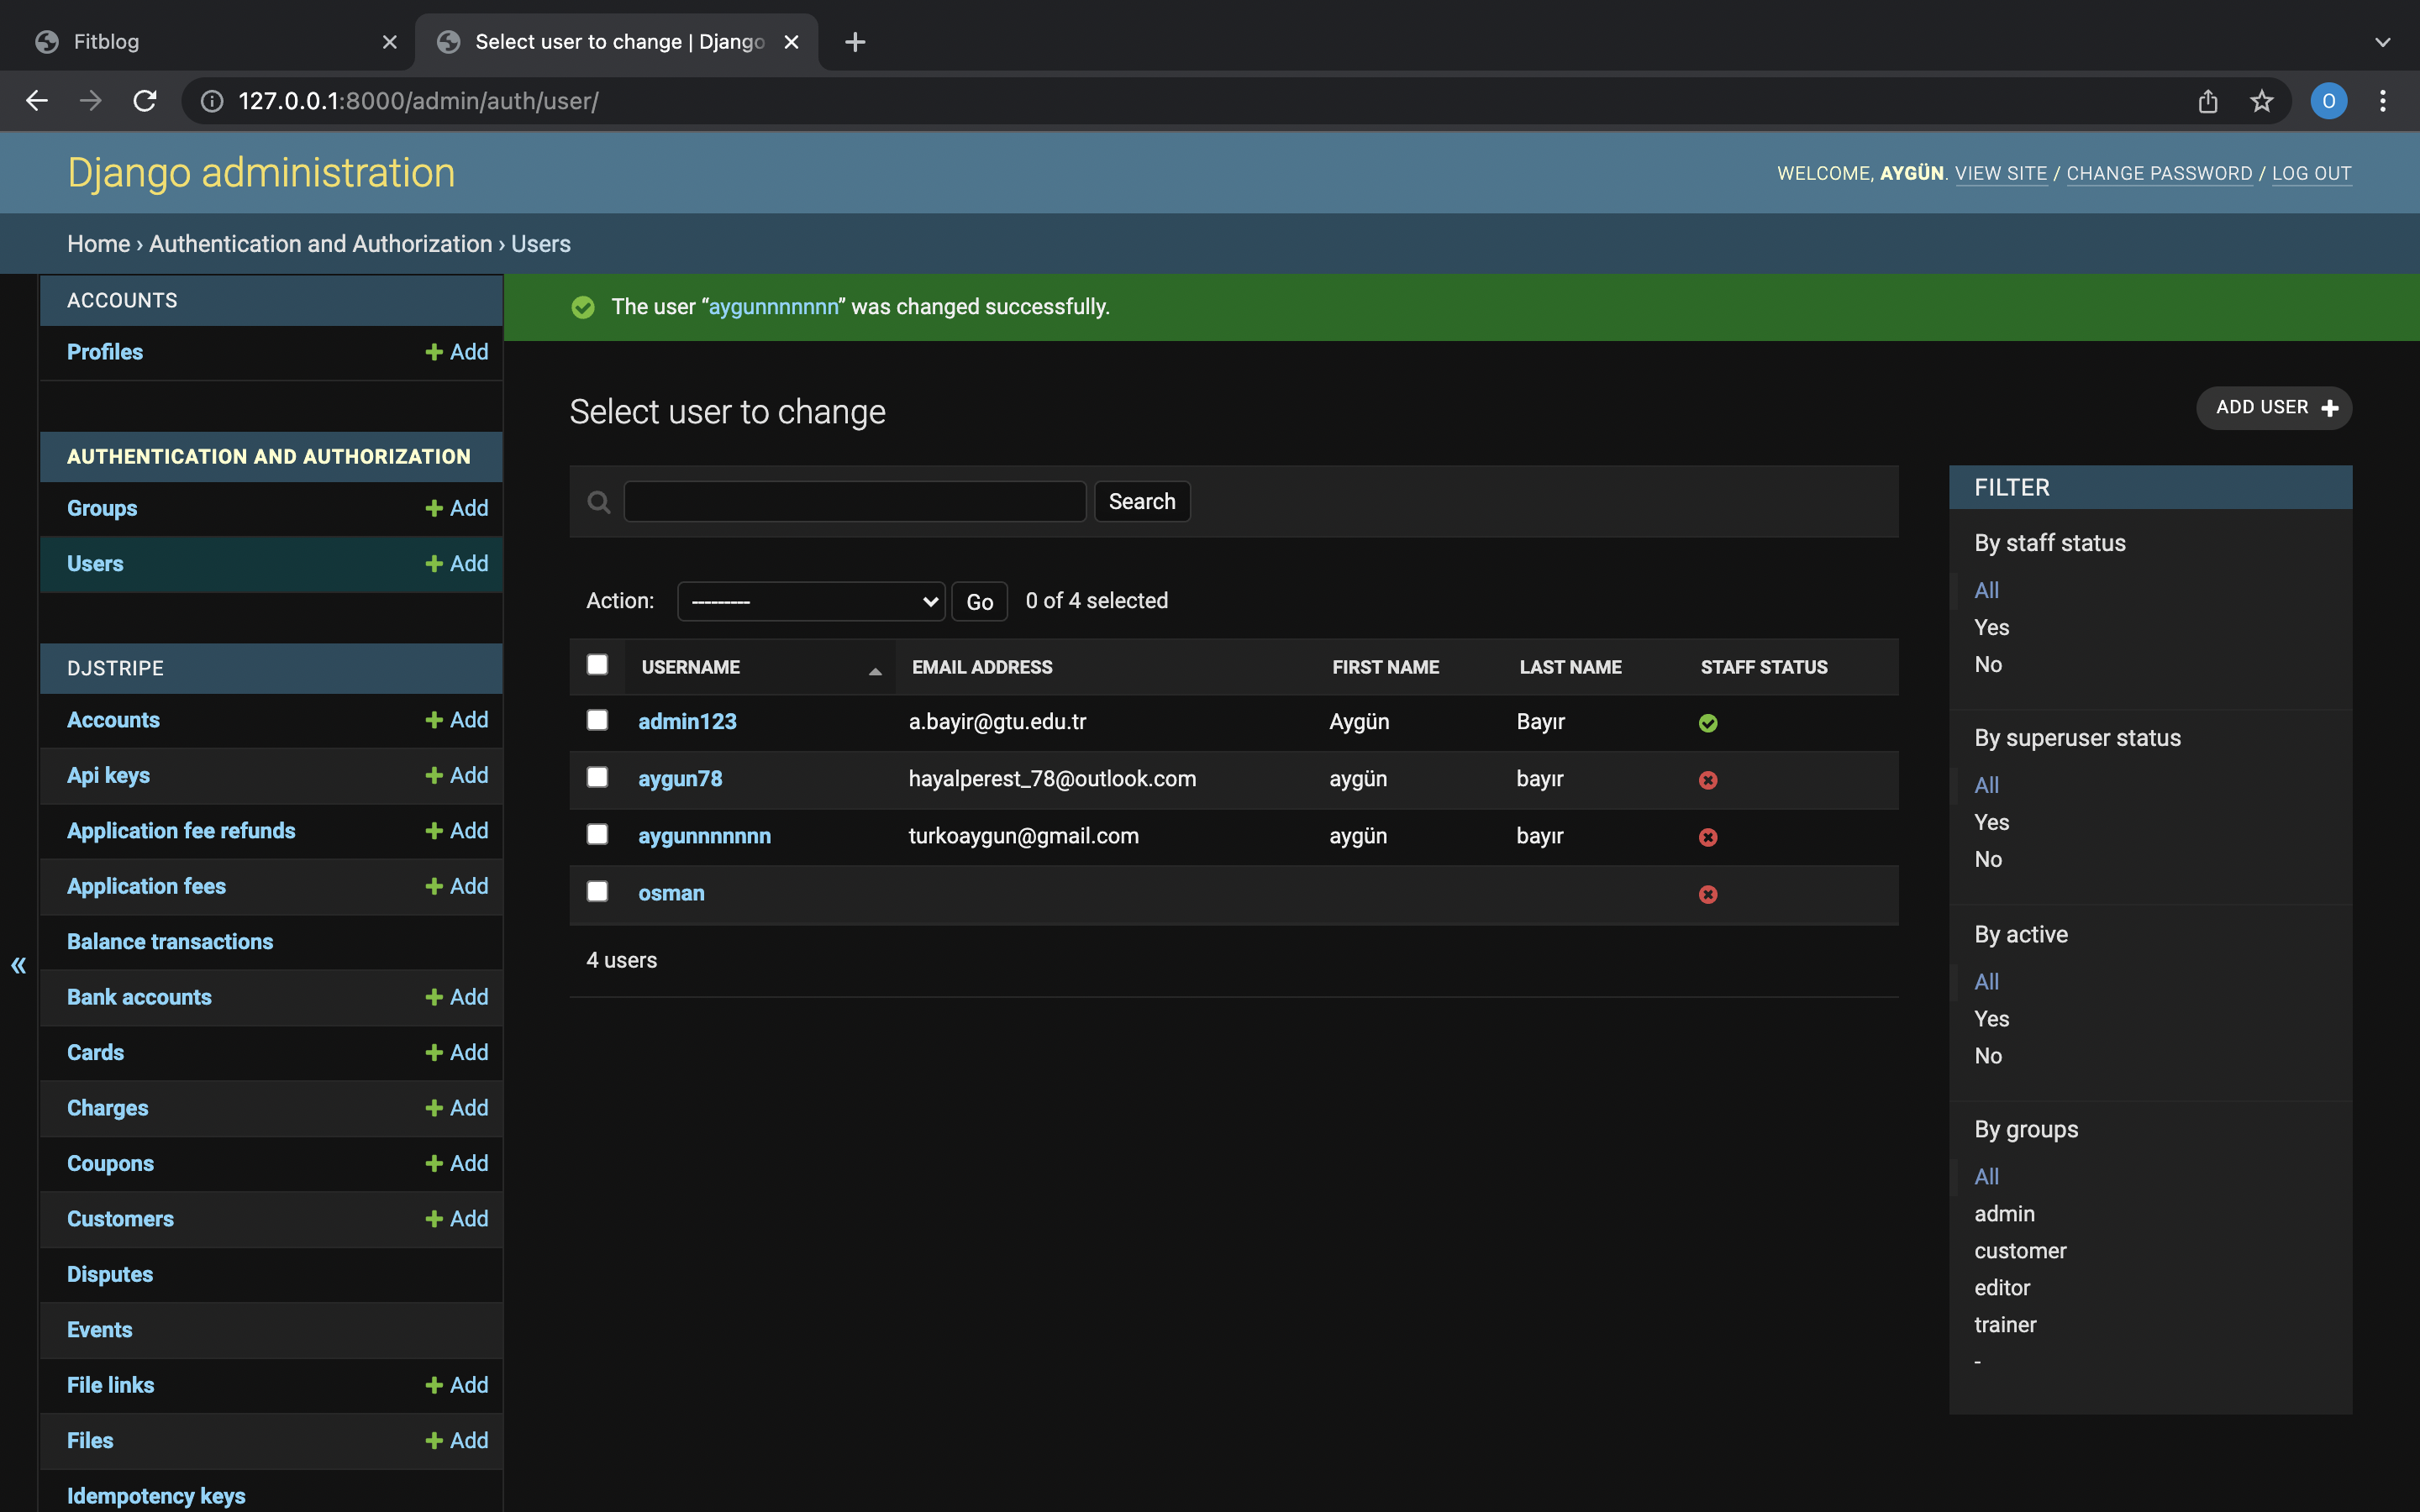 Fitblog
Select user to change | Django
127.0.0.1:8000/admin/auth/user/
O
Django administration
WELCOME, AYGÜN. VIEW SITE / CHANGE PASSWORD / LOG OUT
Home › Authentication and Authorization › Users
ACCOUNTS
Profiles
Add
AUTHENTICATION AND AUTHORIZATION
Groups
Add
Users
Add
DJSTRIPE
Accounts
Add
Api keys
Add
Application fee refunds
Add
Application fees
Add
Balance transactions
Bank accounts
Add
Cards
Add
Charges
Add
Coupons
Add
Customers
Add
Disputes
Events
File links
Add
Files
Add
Idempotency keys
«
The user “aygunnnnnnn” was changed successfully.
Select user to change
ADD USER
Search
Action:
---------
Go
0 of 4 selected
USERNAME EMAIL ADDRESS FIRST NAME LAST NAME STAFF STATUS
admin123 a.bayir@gtu.edu.tr Aygün Bayır
aygun78 hayalperest_78@outlook.com aygün bayır
aygunnnnnnn turkoaygun@gmail.com aygün bayır
osman
4 users
FILTER
By staff status
All
Yes
No
By superuser status
All
Yes
No
By active
All
Yes
No
By groups
All
admin
customer
editor
trainer
-